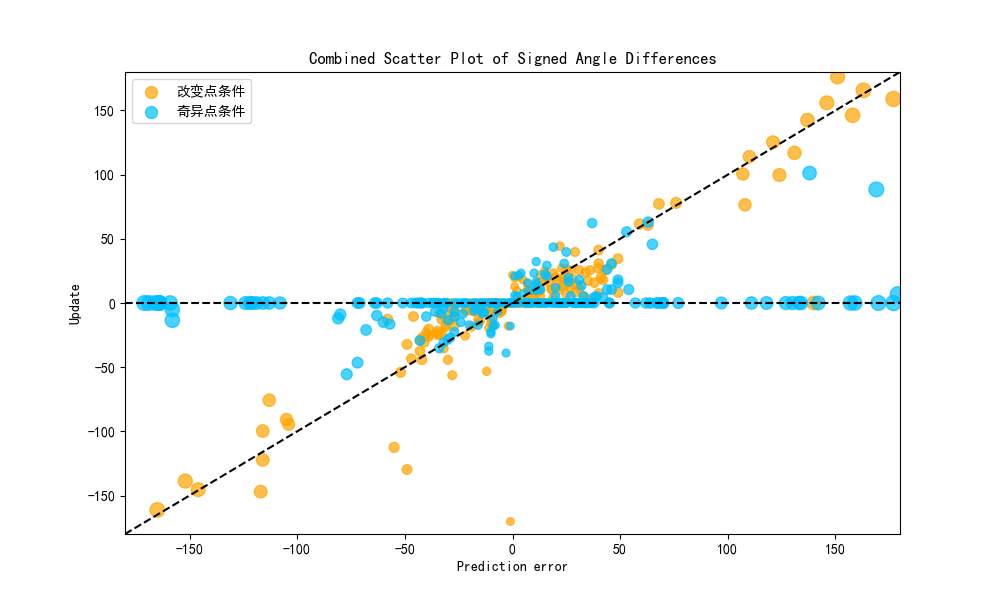 Combined Scatter Plot of Signed Angle Differences
改变点条件
奇异点条件
150
100
50
0
−50
−100
−150
Update
−150
−100
−50
0
50
100
150
Prediction error